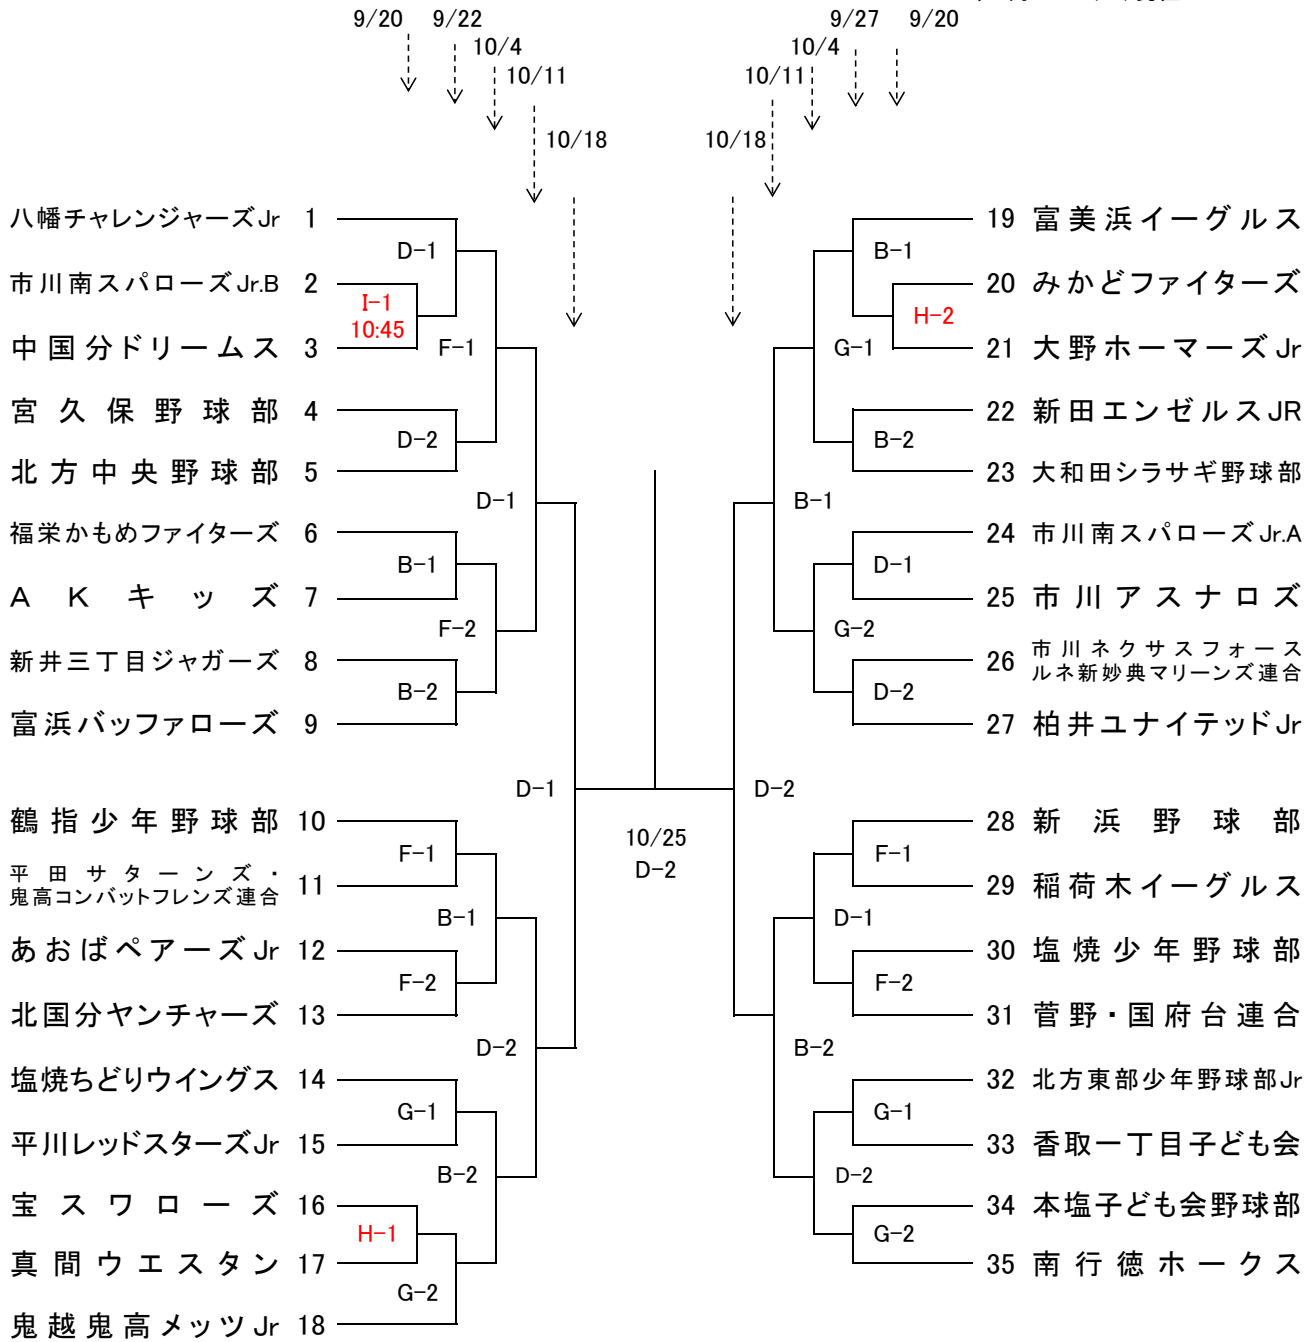 9/20 9/22 9/27 9/20
10/4 10/4
10/11 10/11
10/18 10/18
八幡チャレンジャーズJr 1
市川南スパローズJr.B 2
中国分ドリームス 3
宮久保野球部 4
北方中央野球部 5
福栄かもめファイターズ 6
AKキッズ 7
新井三丁目ジャガーズ 8
富浜バッファローズ 9
鶴指少年野球部 10
平田サターンズ・
鬼高コンバットフレンズ連合 11
あおばペアーズJr 12
北国分ヤンチャーズ 13
塩焼ちどりウイングス 14
平川レッドスターズJr 15
宝スワローズ 16
真間ウエスタン 17
鬼越鬼高メッツJr 18
D-1
I-1
10:45
F-1
D-2
D-1
B-1
F-2
B-2
D-1
F-1
B-1
F-2
D-2
G-1
B-2
H-1
G-2
10/25
D-2
B-1
H-2
G-1
B-2
B-1
D-1
G-2
D-2
D-2
F-1
D-1
F-2
B-2
G-1
D-2
G-2
19 富美浜イーグルス
20 みかどファイターズ
21 大野ホーマーズJr
22 新田エンゼルスJR
23 大和田シラサギ野球部
24 市川南スパローズJr.A
25 市川アスナロズ
26 市川ネクサスフォース
ルネ新妙典マリーンズ連合
27 柏井ユナイテッドJr
28 新浜野球部
29 稲荷木イーグルス
30 塩焼少年野球部
31 菅野・国府台連合
32 北方東部少年野球部Jr
33 香取一丁目子ども会
34 本塩子ども会野球部
35 南行徳ホークス